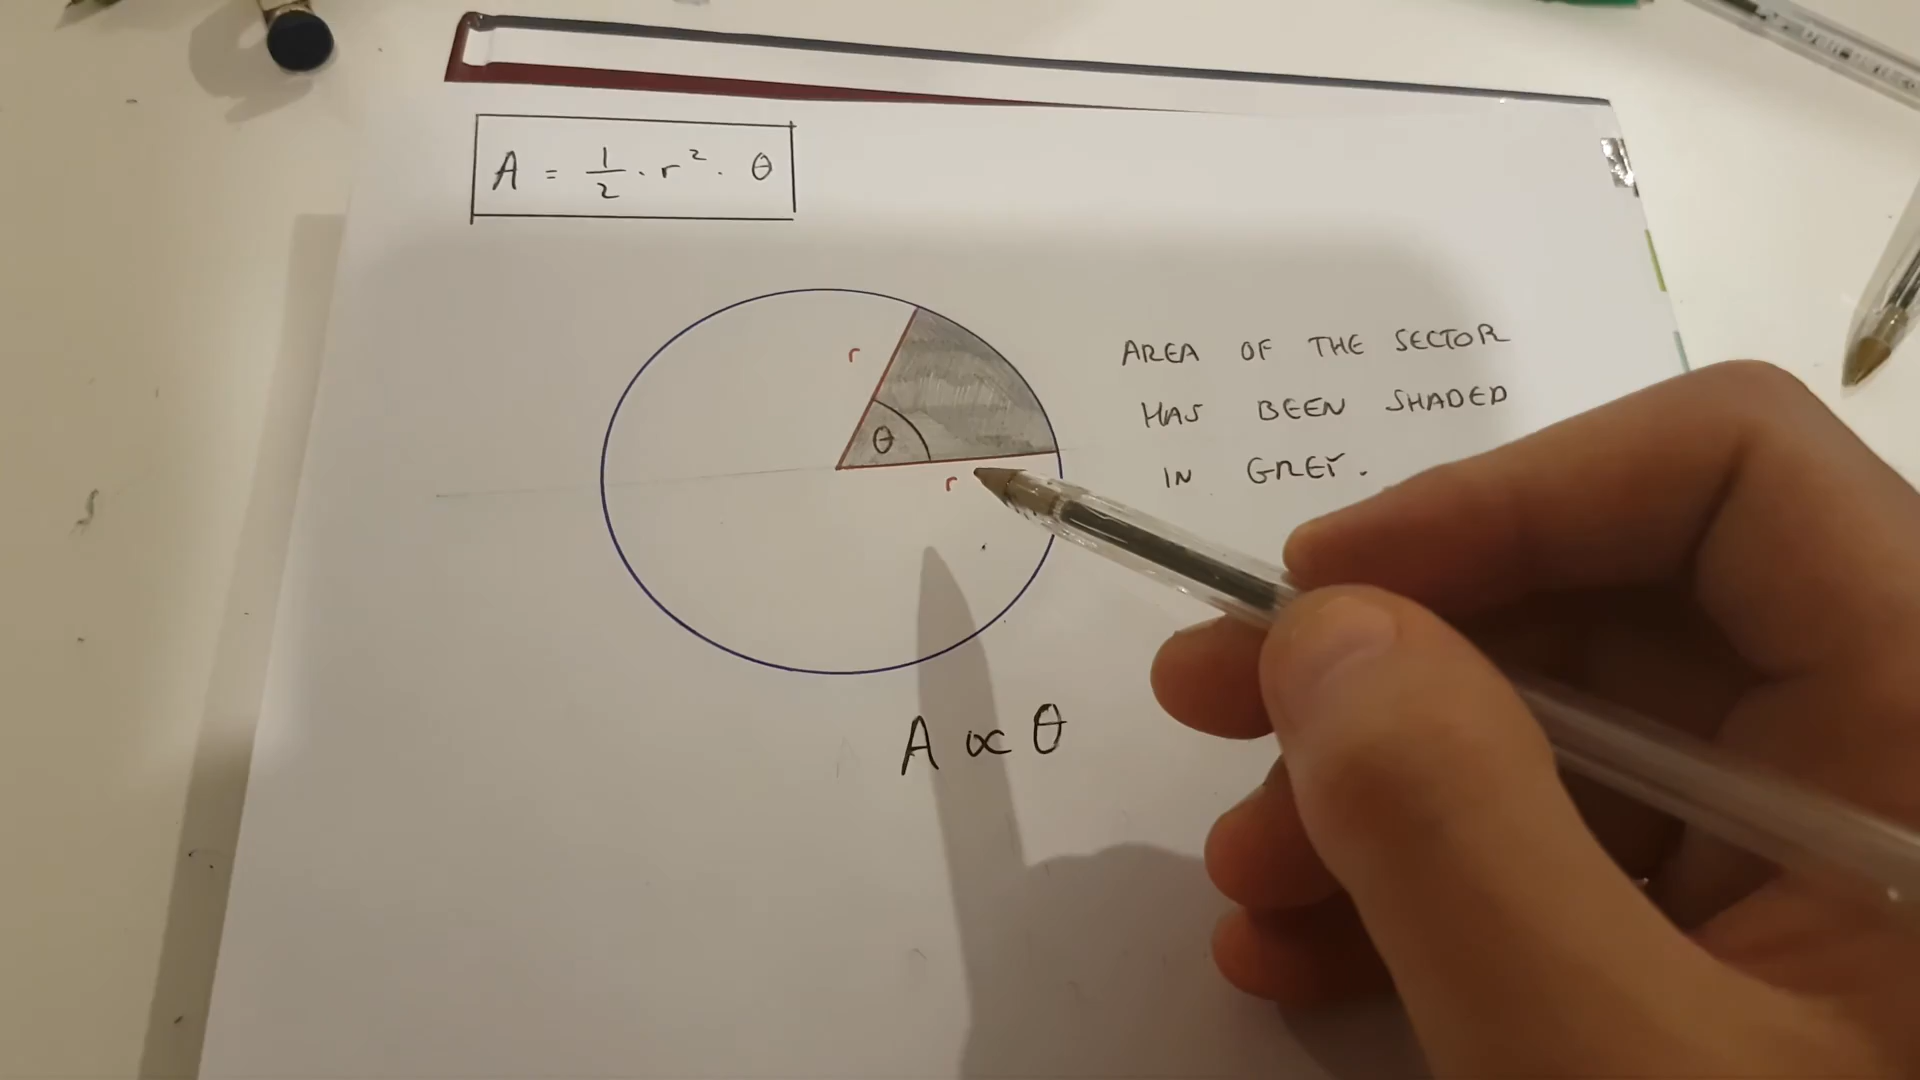 A = 1/2 · r² · θ
r
θ
r
AREA OF THE SECTOR
HAS BEEN SHADED
IN GREY.
A ∝ θ